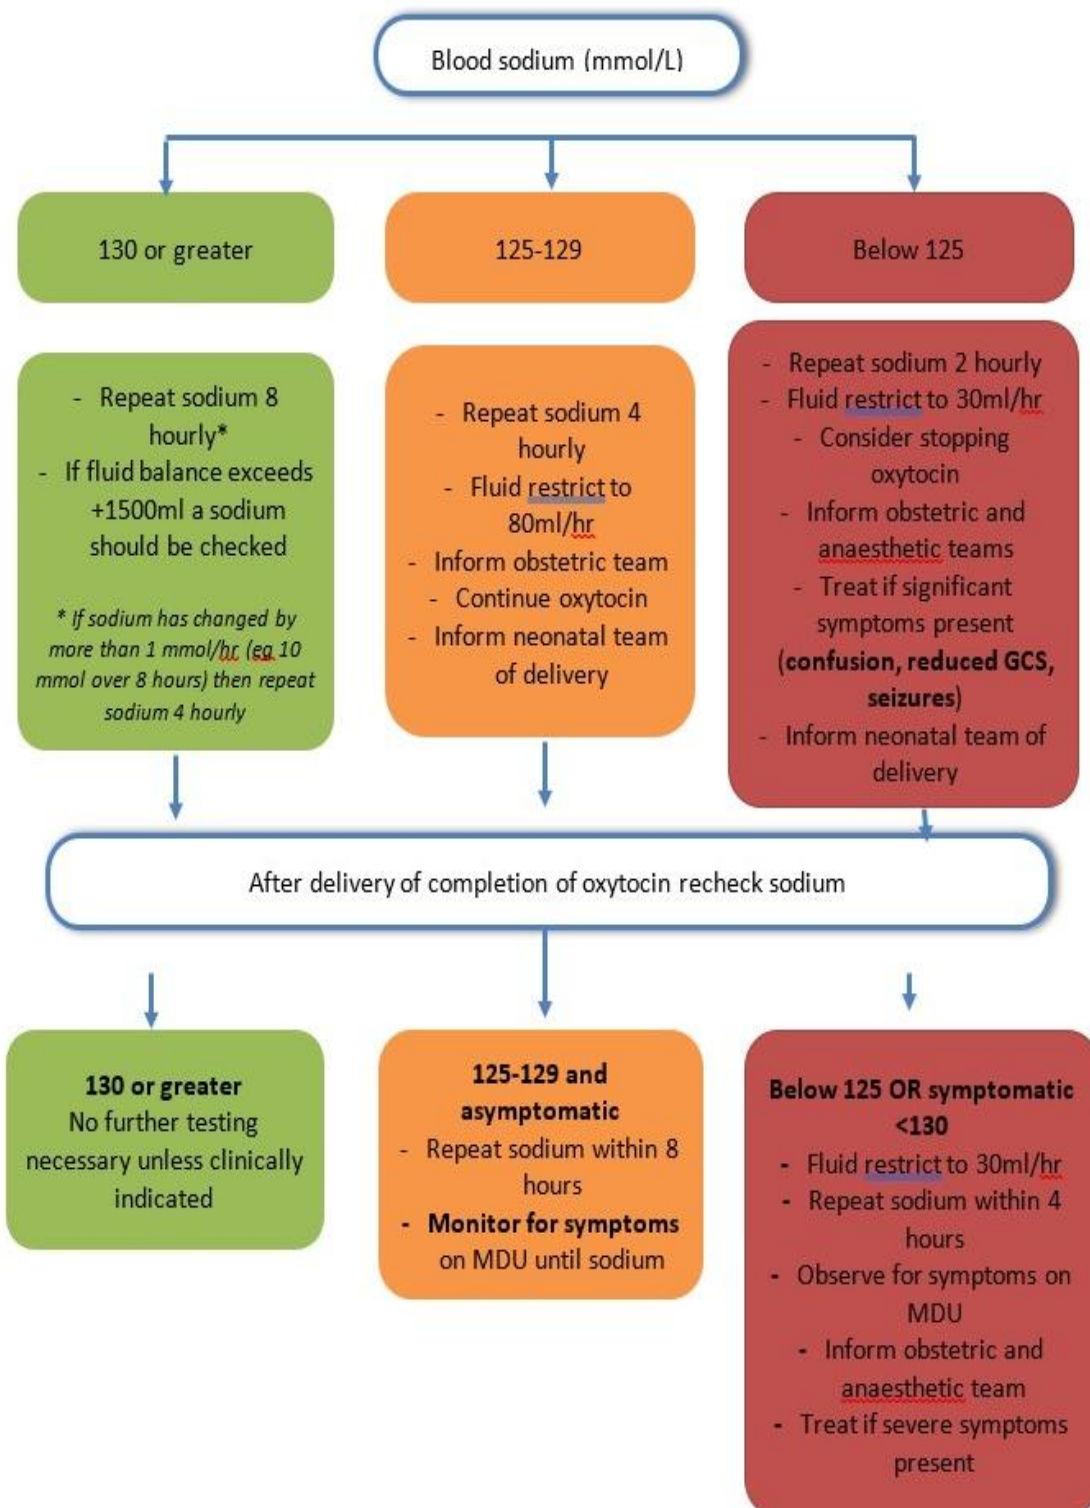 Blood sodium (mmol/L)
130 or greater
125-129
Below 125
- Repeat sodium 8
hourly*
- If fluid balance exceeds
+1500ml a sodium
should be checked
* If sodium has changed by
more than 1 mmol/hr (eg 10
mmol over 8 hours) then repeat
sodium 4 hourly
- Repeat sodium 4
hourly
- Fluid restrict to
80ml/hr
- Inform obstetric team
- Continue oxytocin
- Inform neonatal team
of delivery
- Repeat sodium 2 hourly
- Fluid restrict to 30ml/hr
- Consider stopping
oxytocin
- Inform obstetric and
anaesthetic teams
- Treat if significant
symptoms present
(confusion, reduced GCS,
seizures)
- Inform neonatal team of
delivery
After delivery of completion of oxytocin recheck sodium
130 or greater
No further testing
necessary unless clinically
indicated
125-129 and
asymptomatic
- Repeat sodium within 8
hours
- Monitor for symptoms
on MDU until sodium
Below 125 OR symptomatic
<130
- Fluid restrict to 30ml/hr
- Repeat sodium within 4
hours
- Observe for symptoms on
MDU
- Inform obstetric and
anaesthetic team
- Treat if severe symptoms
present